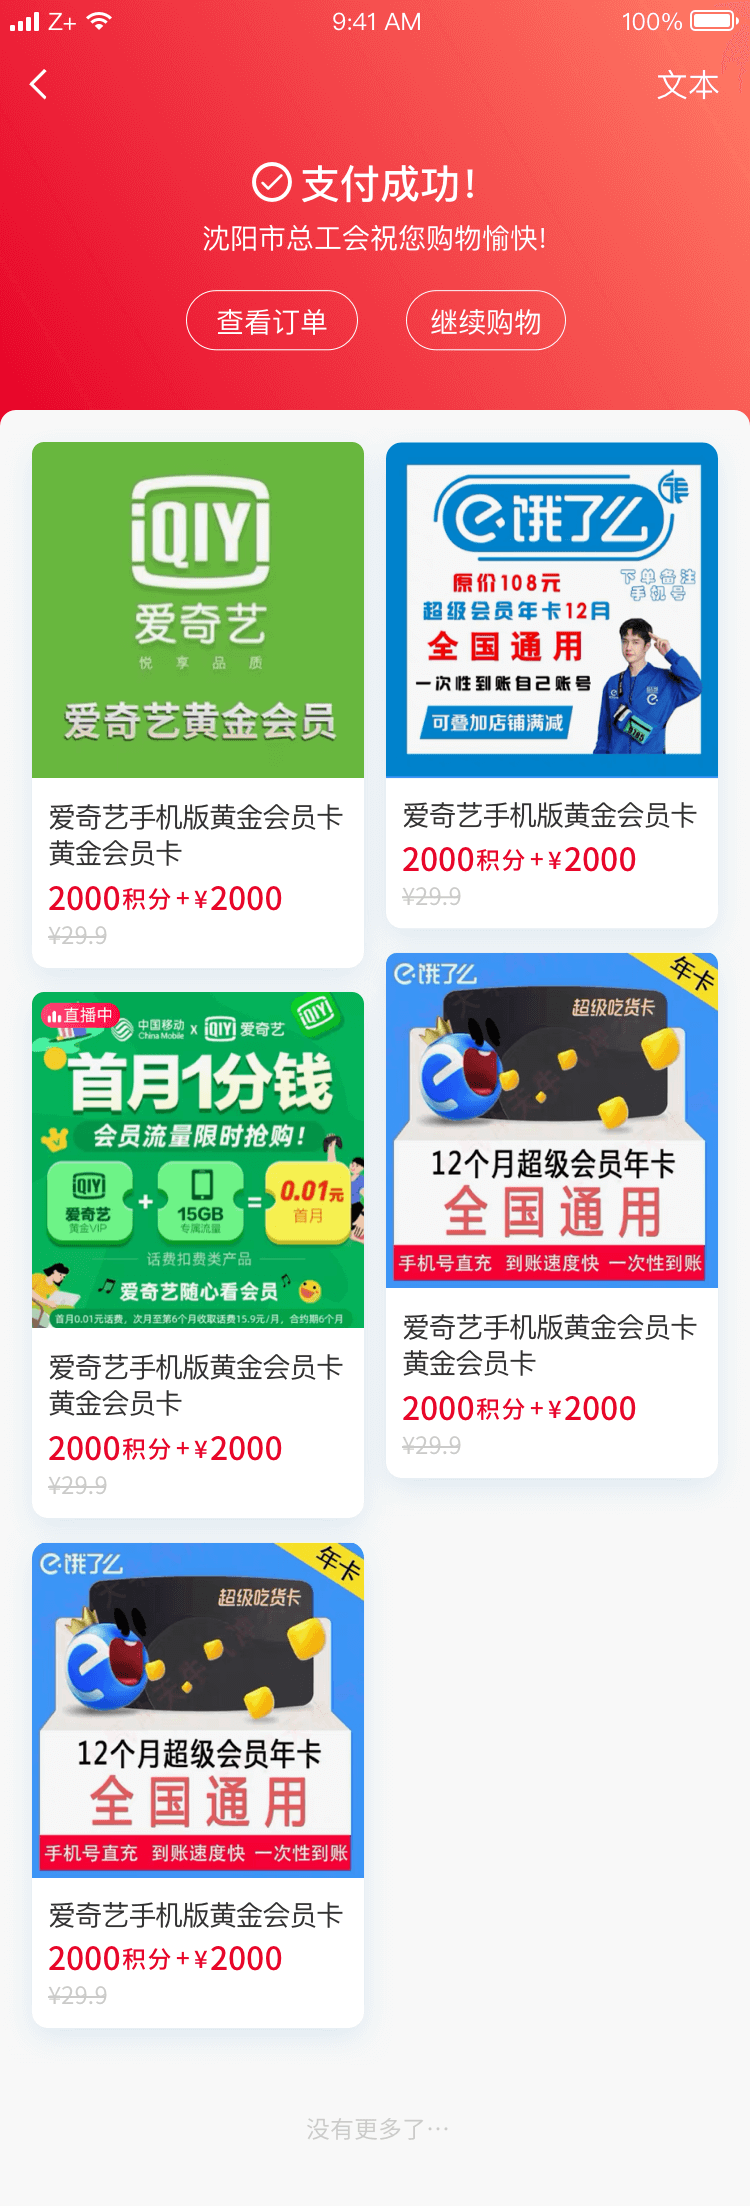 Z+ 9:41 AM 100%
文本
支付成功!
沈阳市总工会祝您购物愉快!
查看订单 继续购物
iQIYI
爱奇艺
悦享品质
爱奇艺黄金会员
爱奇艺手机版黄金会员卡
黄金会员卡
2000积分+¥2000
¥29.9
饿了么
原价108元
超级会员年卡12月
下单备注
手机号
全国通用
一次性到账自己账号
可叠加店铺满减
爱奇艺手机版黄金会员卡
2000积分+¥2000
¥29.9
直播中
中国移动
China Mobile
x iQIYI 爱奇艺
iQIYI
首月1分钱
会员流量限时抢购!
iQIYI
爱奇艺
黄金VIP
+
15GB
专属流量
=
0.01元
首月
话费扣费类产品
爱奇艺随心看会员
首月0.01元话费,次月至第6个月收取话费15.9元/月,合约期6个月
爱奇艺手机版黄金会员卡
黄金会员卡
2000积分+¥2000
¥29.9
饿了么
年卡
超级吃货卡
12个月超级会员年卡
全国通用
手机号直充 到账速度快 一次性到账
爱奇艺手机版黄金会员卡
黄金会员卡
2000积分+¥2000
¥29.9
饿了么
年卡
超级吃货卡
12个月超级会员年卡
全国通用
手机号直充 到账速度快 一次性到账
爱奇艺手机版黄金会员卡
2000积分+¥2000
¥29.9
没有更多了…